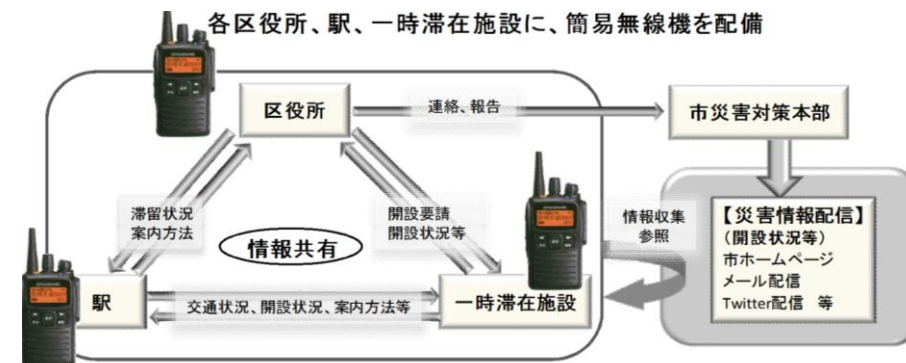 各区役所、駅、一時滞在施設に、簡易無線機を配備
区役所
連絡、報告
市災害対策本部
滞留状況
案内方法
開設要請
開設状況等
情報収集
参照
【災害情報配信】
（開設状況等）
市ホームページ
メール配信
Twitter配信 等
情報共有
駅
交通状況、開設状況、案内方法等
一時滞在施設